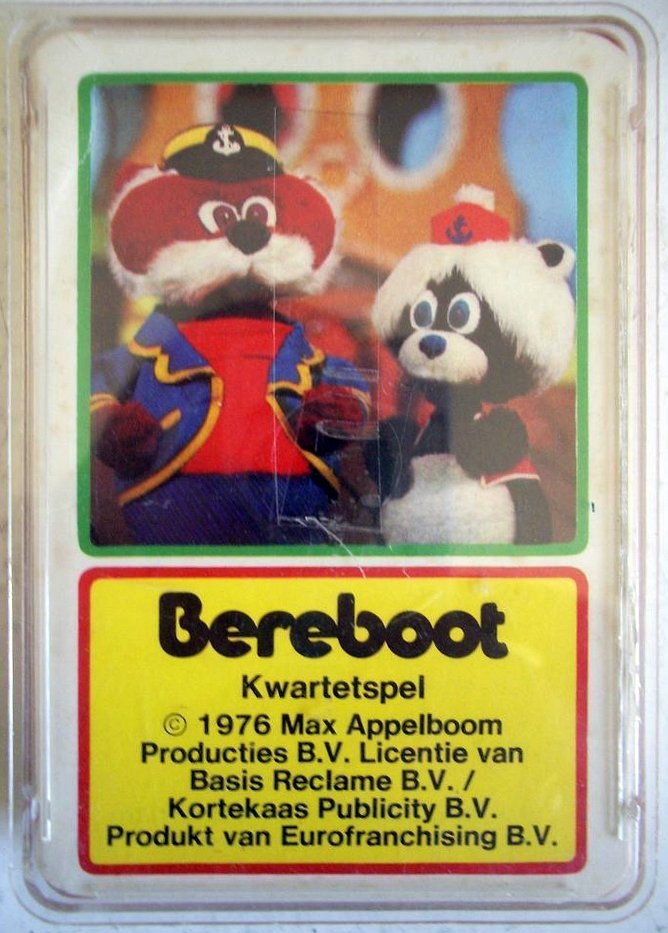 Bereboot
Kwartetspel
© 1976 Max Appelboom
Producties B.V. Licentie van
Basis Reclame B.V. /
Kortekaas Publicity B.V.
Produkt van Eurofranchising B.V.